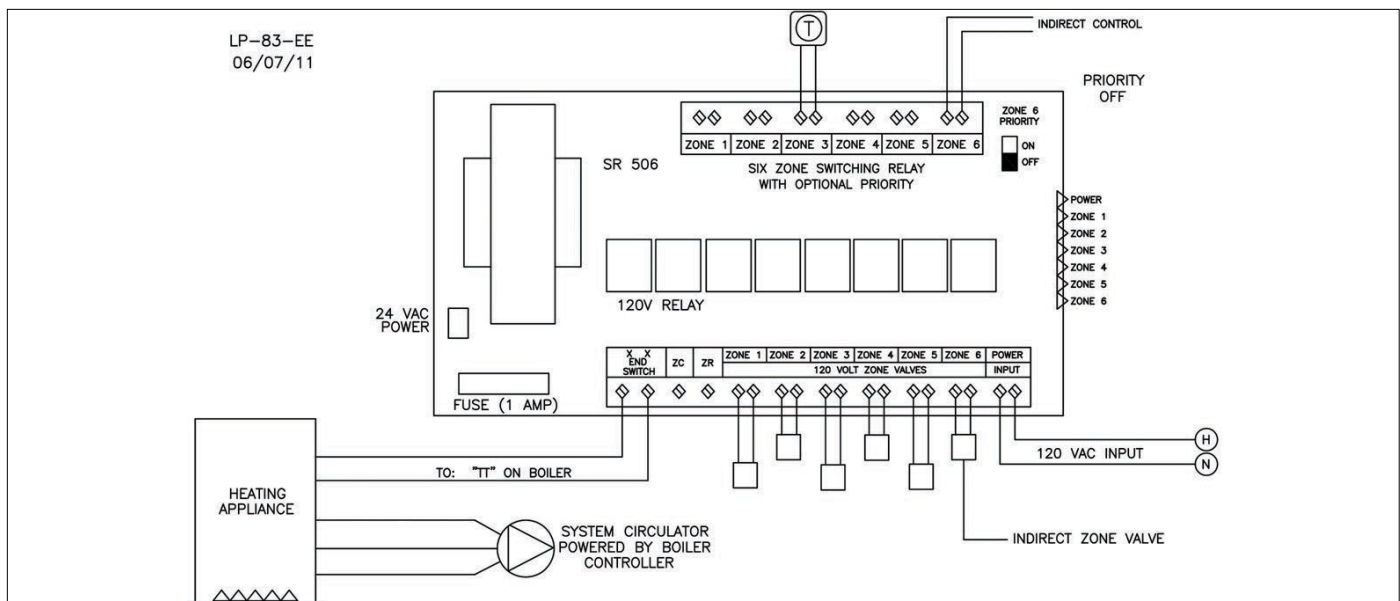 LP-83-EE
06/07/11
T
INDIRECT CONTROL
PRIORITY
OFF
ZONE 6
PRIORITY
ON
OFF
ZONE 1 ZONE 2 ZONE 3 ZONE 4 ZONE 5 ZONE 6
SR 506
SIX ZONE SWITCHING RELAY
WITH OPTIONAL PRIORITY
POWER
ZONE 1
ZONE 2
ZONE 3
ZONE 4
ZONE 5
ZONE 6
120V RELAY
24 VAC
POWER
X X
END
SWITCH
ZC
ZR
ZONE 1 ZONE 2 ZONE 3 ZONE 4 ZONE 5 ZONE 6 POWER
120 VOLT ZONE VALVES INPUT
FUSE (1 AMP)
H
120 VAC INPUT
N
TO: "TT" ON BOILER
HEATING
APPLIANCE
SYSTEM CIRCULATOR
POWERED BY BOILER
CONTROLLER
INDIRECT ZONE VALVE